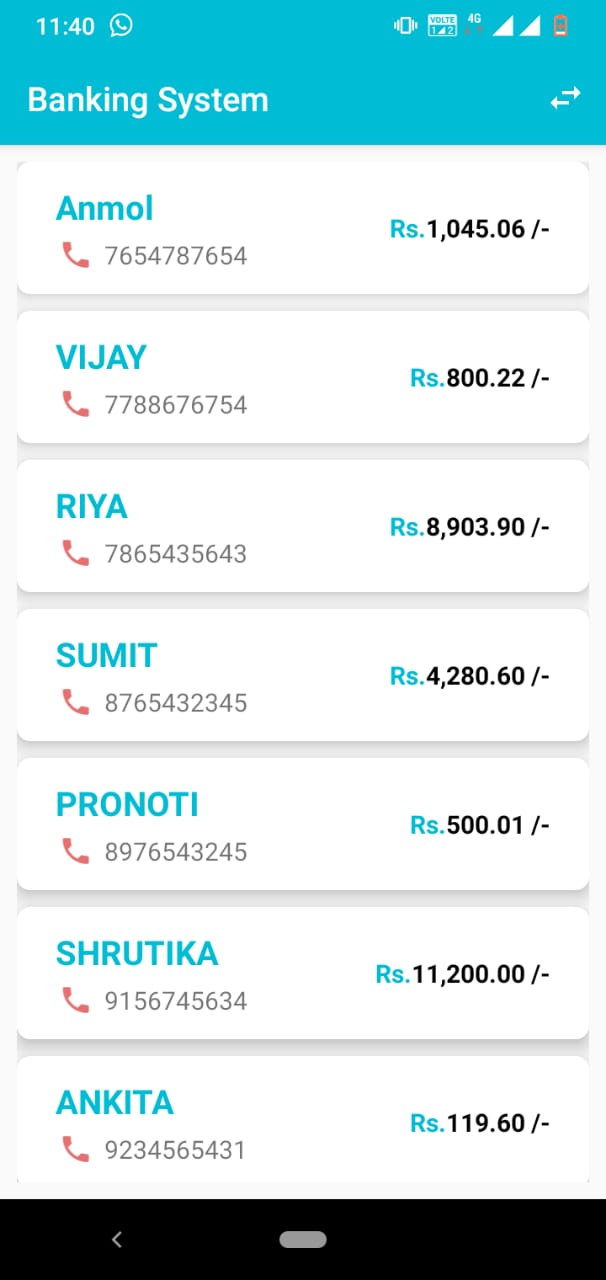 11:40
VOLTE 4G
1 2
Banking System
Anmol
Rs.1,045.06 /-
7654787654
VIJAY
Rs.800.22 /-
7788676754
RIYA
Rs.8,903.90 /-
7865435643
SUMIT
Rs.4,280.60 /-
8765432345
PRONOTI
Rs.500.01 /-
8976543245
SHRUTIKA
Rs.11,200.00 /-
9156745634
ANKITA
Rs.119.60 /-
9234565431